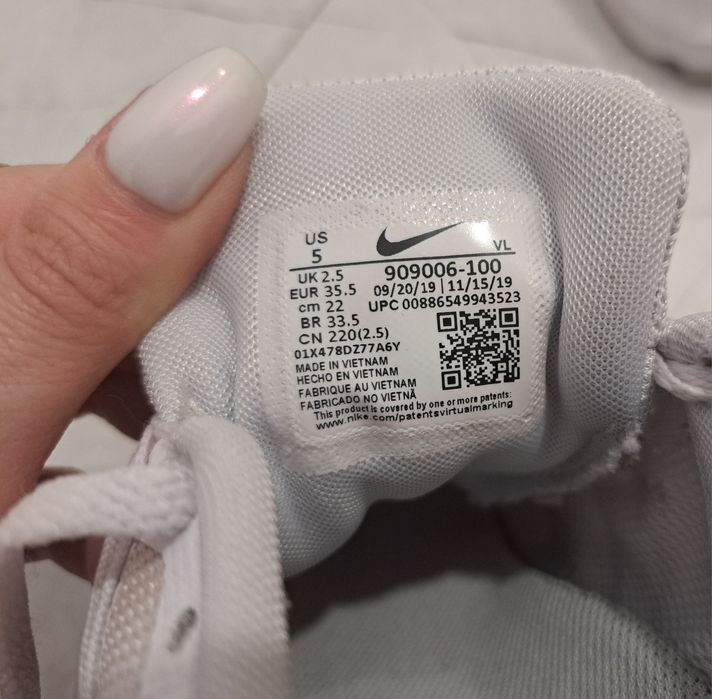 US
5
VL
UK 2.5
EUR 35.5
cm 22
BR 33.5
CN 220(2.5)
909006-100
09/20/19 | 11/15/19
UPC 00886549943523
01X478DZ77A6Y
MADE IN VIETNAM
HECHO EN VIETNAM
FABRIQUE AU VIETNAM
FABRICADO NO VIETNÃ
This product is covered by one or more patents:
www.nike.com/patentsvirtualmarking